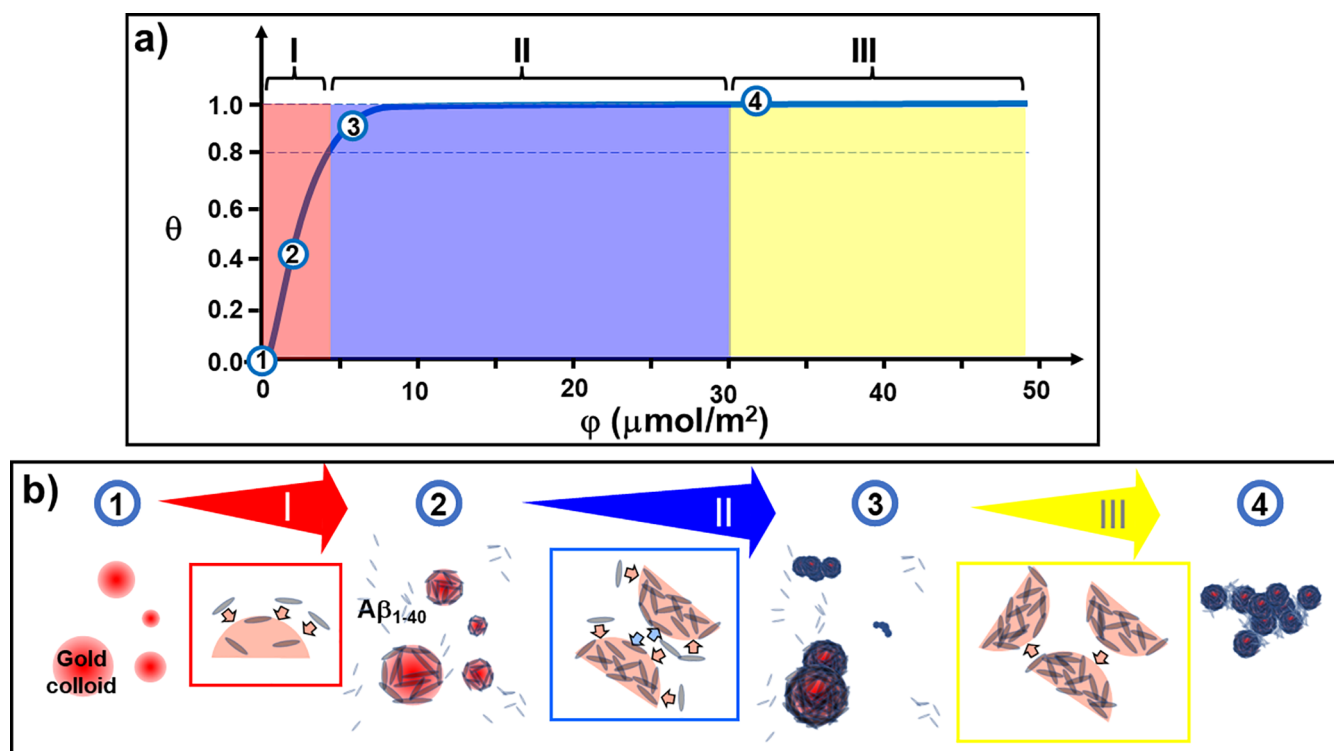 a)
I II III
1.0
0.8
0.6
0.4
0.2
0.0
θ
1 2 3 4
0 10 20 30 40 50
φ (μmol/m²)
b)
1 I 2 II 3 III 4
Aβ1-40
Gold
colloid